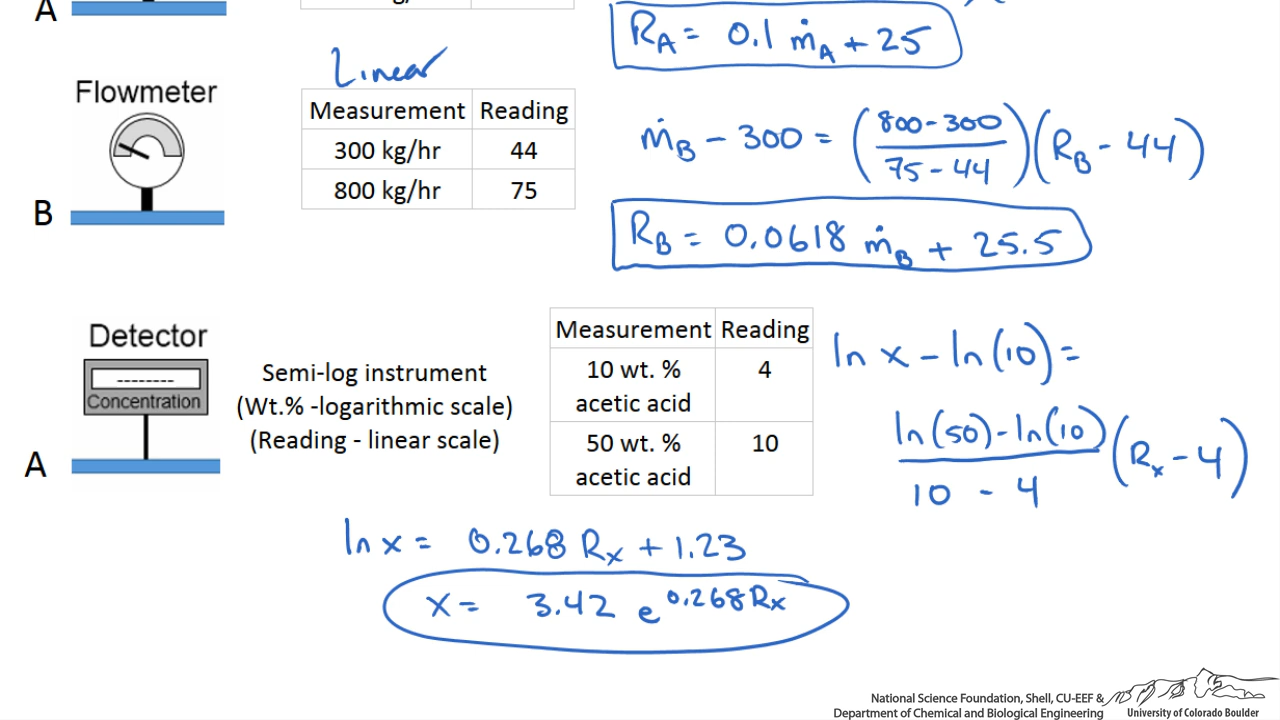 A
R_A = 0.1 ṁ_A + 25
Linear
Flowmeter
B
Measurement Reading
300 kg/hr 44
800 kg/hr 75
ṁ_B - 300 = (800-300 / 75-44)(R_B - 44)
R_B = 0.0618 ṁ_B + 25.5
Detector
--------
Concentration
A
Semi-log instrument
(Wt.% -logarithmic scale)
(Reading - linear scale)
Measurement Reading
10 wt. % 4
acetic acid
50 wt. % 10
acetic acid
ln x - ln(10) =
ln(50)-ln(10) / 10 - 4 (R_x - 4)
ln x = 0.268 R_x + 1.23
x = 3.42 e^0.268R_x
National Science Foundation, Shell, CU-EEF &
Department of Chemical and Biological Engineering
University of Colorado Boulder